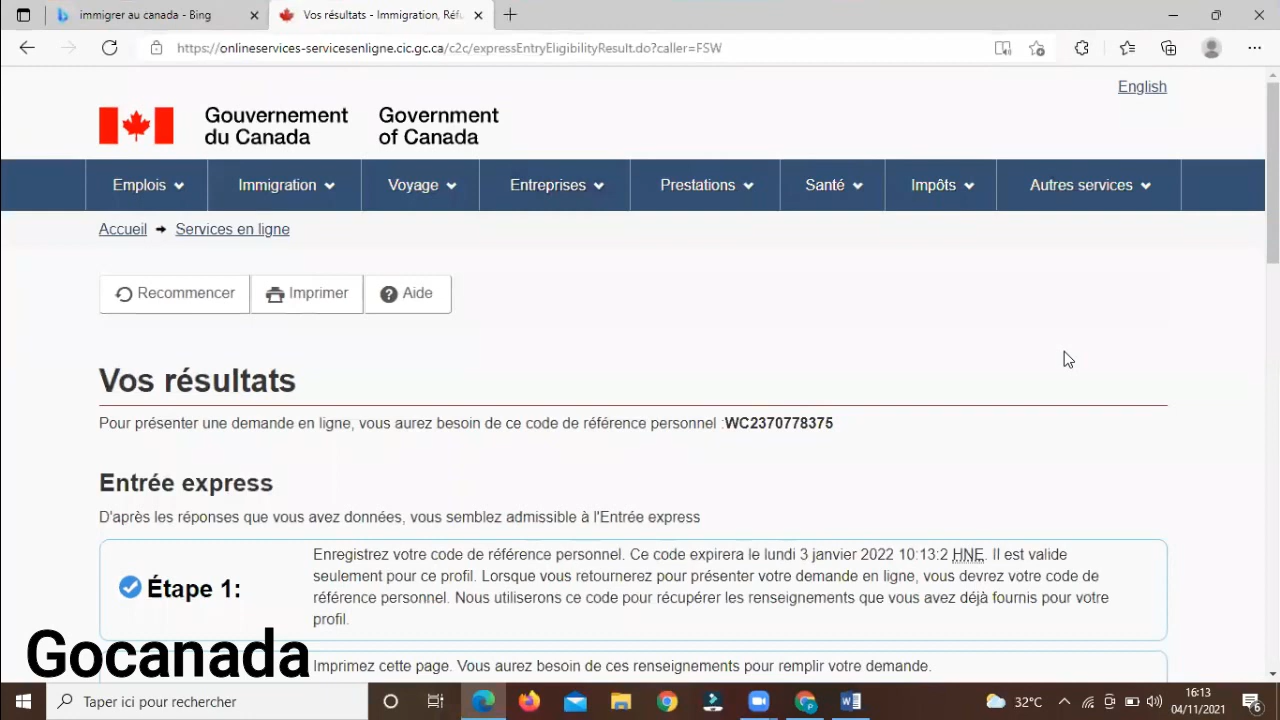 immigrer au canada - Bing
Vos résultats - Immigration, Réfu
https://onlineservices-servicesenligne.cic.gc.ca/c2c/expressEntryEligibilityResult.do?caller=FSW
English
Gouvernement du Canada
Government of Canada
Emplois
Immigration
Voyage
Entreprises
Prestations
Santé
Impôts
Autres services
Accueil
Services en ligne
Recommencer
Imprimer
Aide
Vos résultats
Pour présenter une demande en ligne, vous aurez besoin de ce code de référence personnel :WC2370778375
Entrée express
D'après les réponses que vous avez données, vous semblez admissible à l'Entrée express
Étape 1:
Enregistrez votre code de référence personnel. Ce code expirera le lundi 3 janvier 2022 10:13:2 HNE. Il est valide
seulement pour ce profil. Lorsque vous retournerez pour présenter votre demande en ligne, vous devrez votre code de
référence personnel. Nous utiliserons ce code pour récupérer les renseignements que vous avez déjà fournis pour votre
profil.
Gocanada
Imprimez cette page. Vous aurez besoin de ces renseignements pour remplir votre demande.
Taper ici pour rechercher
32°C
16:13
04/11/2021
6